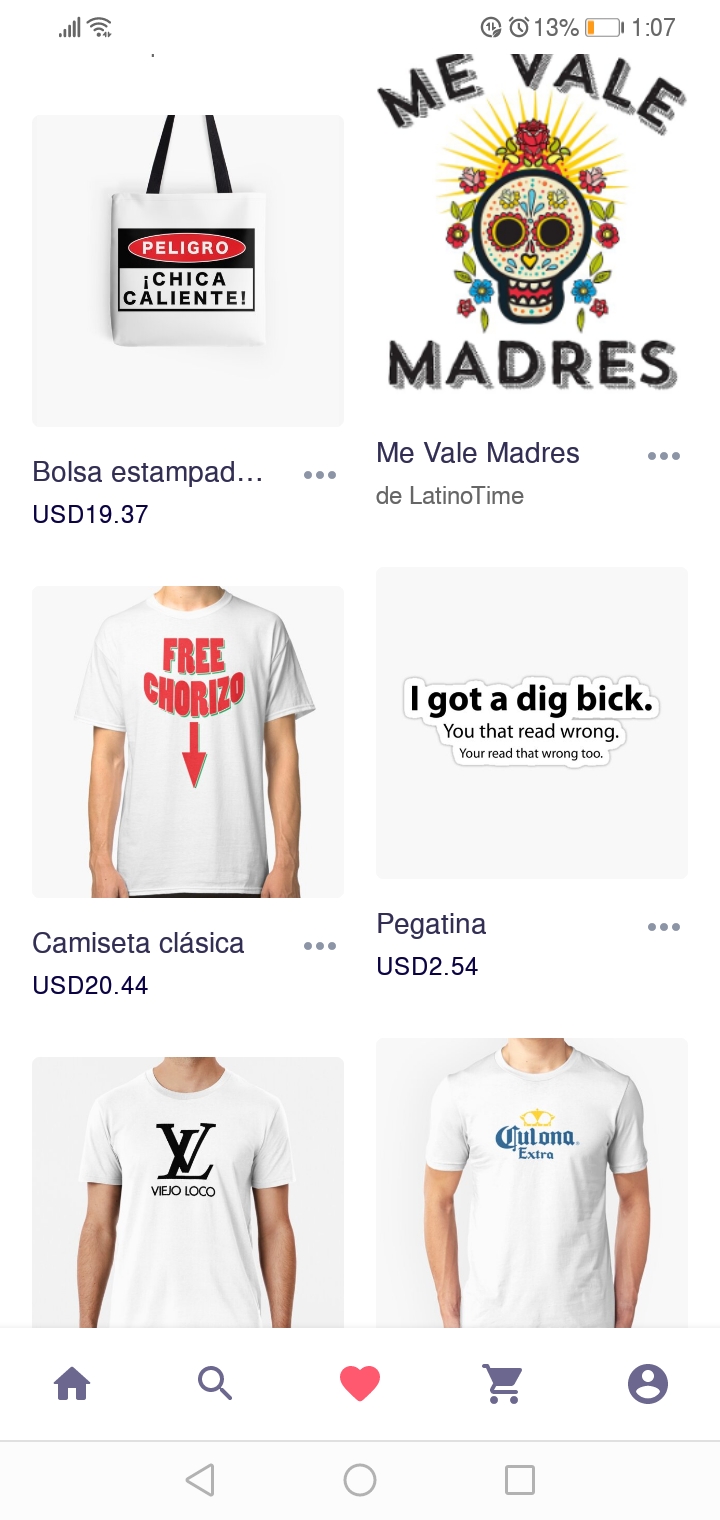 13% 1:07
PELIGRO
¡CHICA
CALIENTE!
Bolsa estampad...
USD19.37
ME VALE
MADRES
Me Vale Madres
de LatinoTime
FREE
CHORIZO
Camiseta clásica
USD20.44
I got a dig bick.
You that read wrong.
Your read that wrong too.
Pegatina
USD2.54
VL
VIEJO LOCO
Culona
Extra